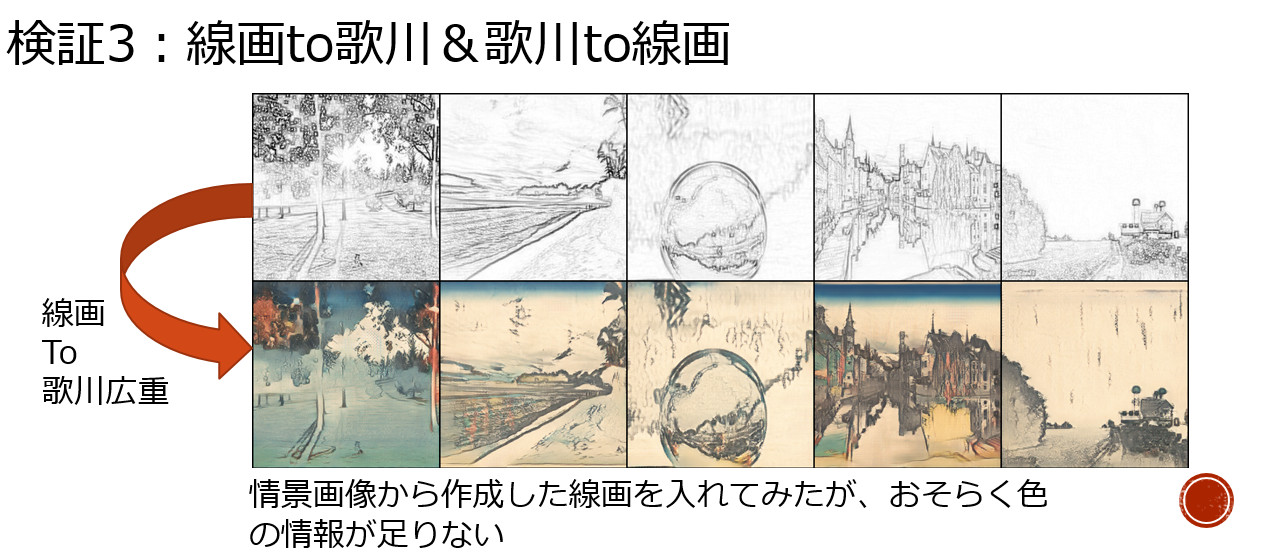 検証3：線画to歌川＆歌川to線画
線画
To
歌川広重
情景画像から作成した線画を入れてみたが、おそらく色
の情報が足りない